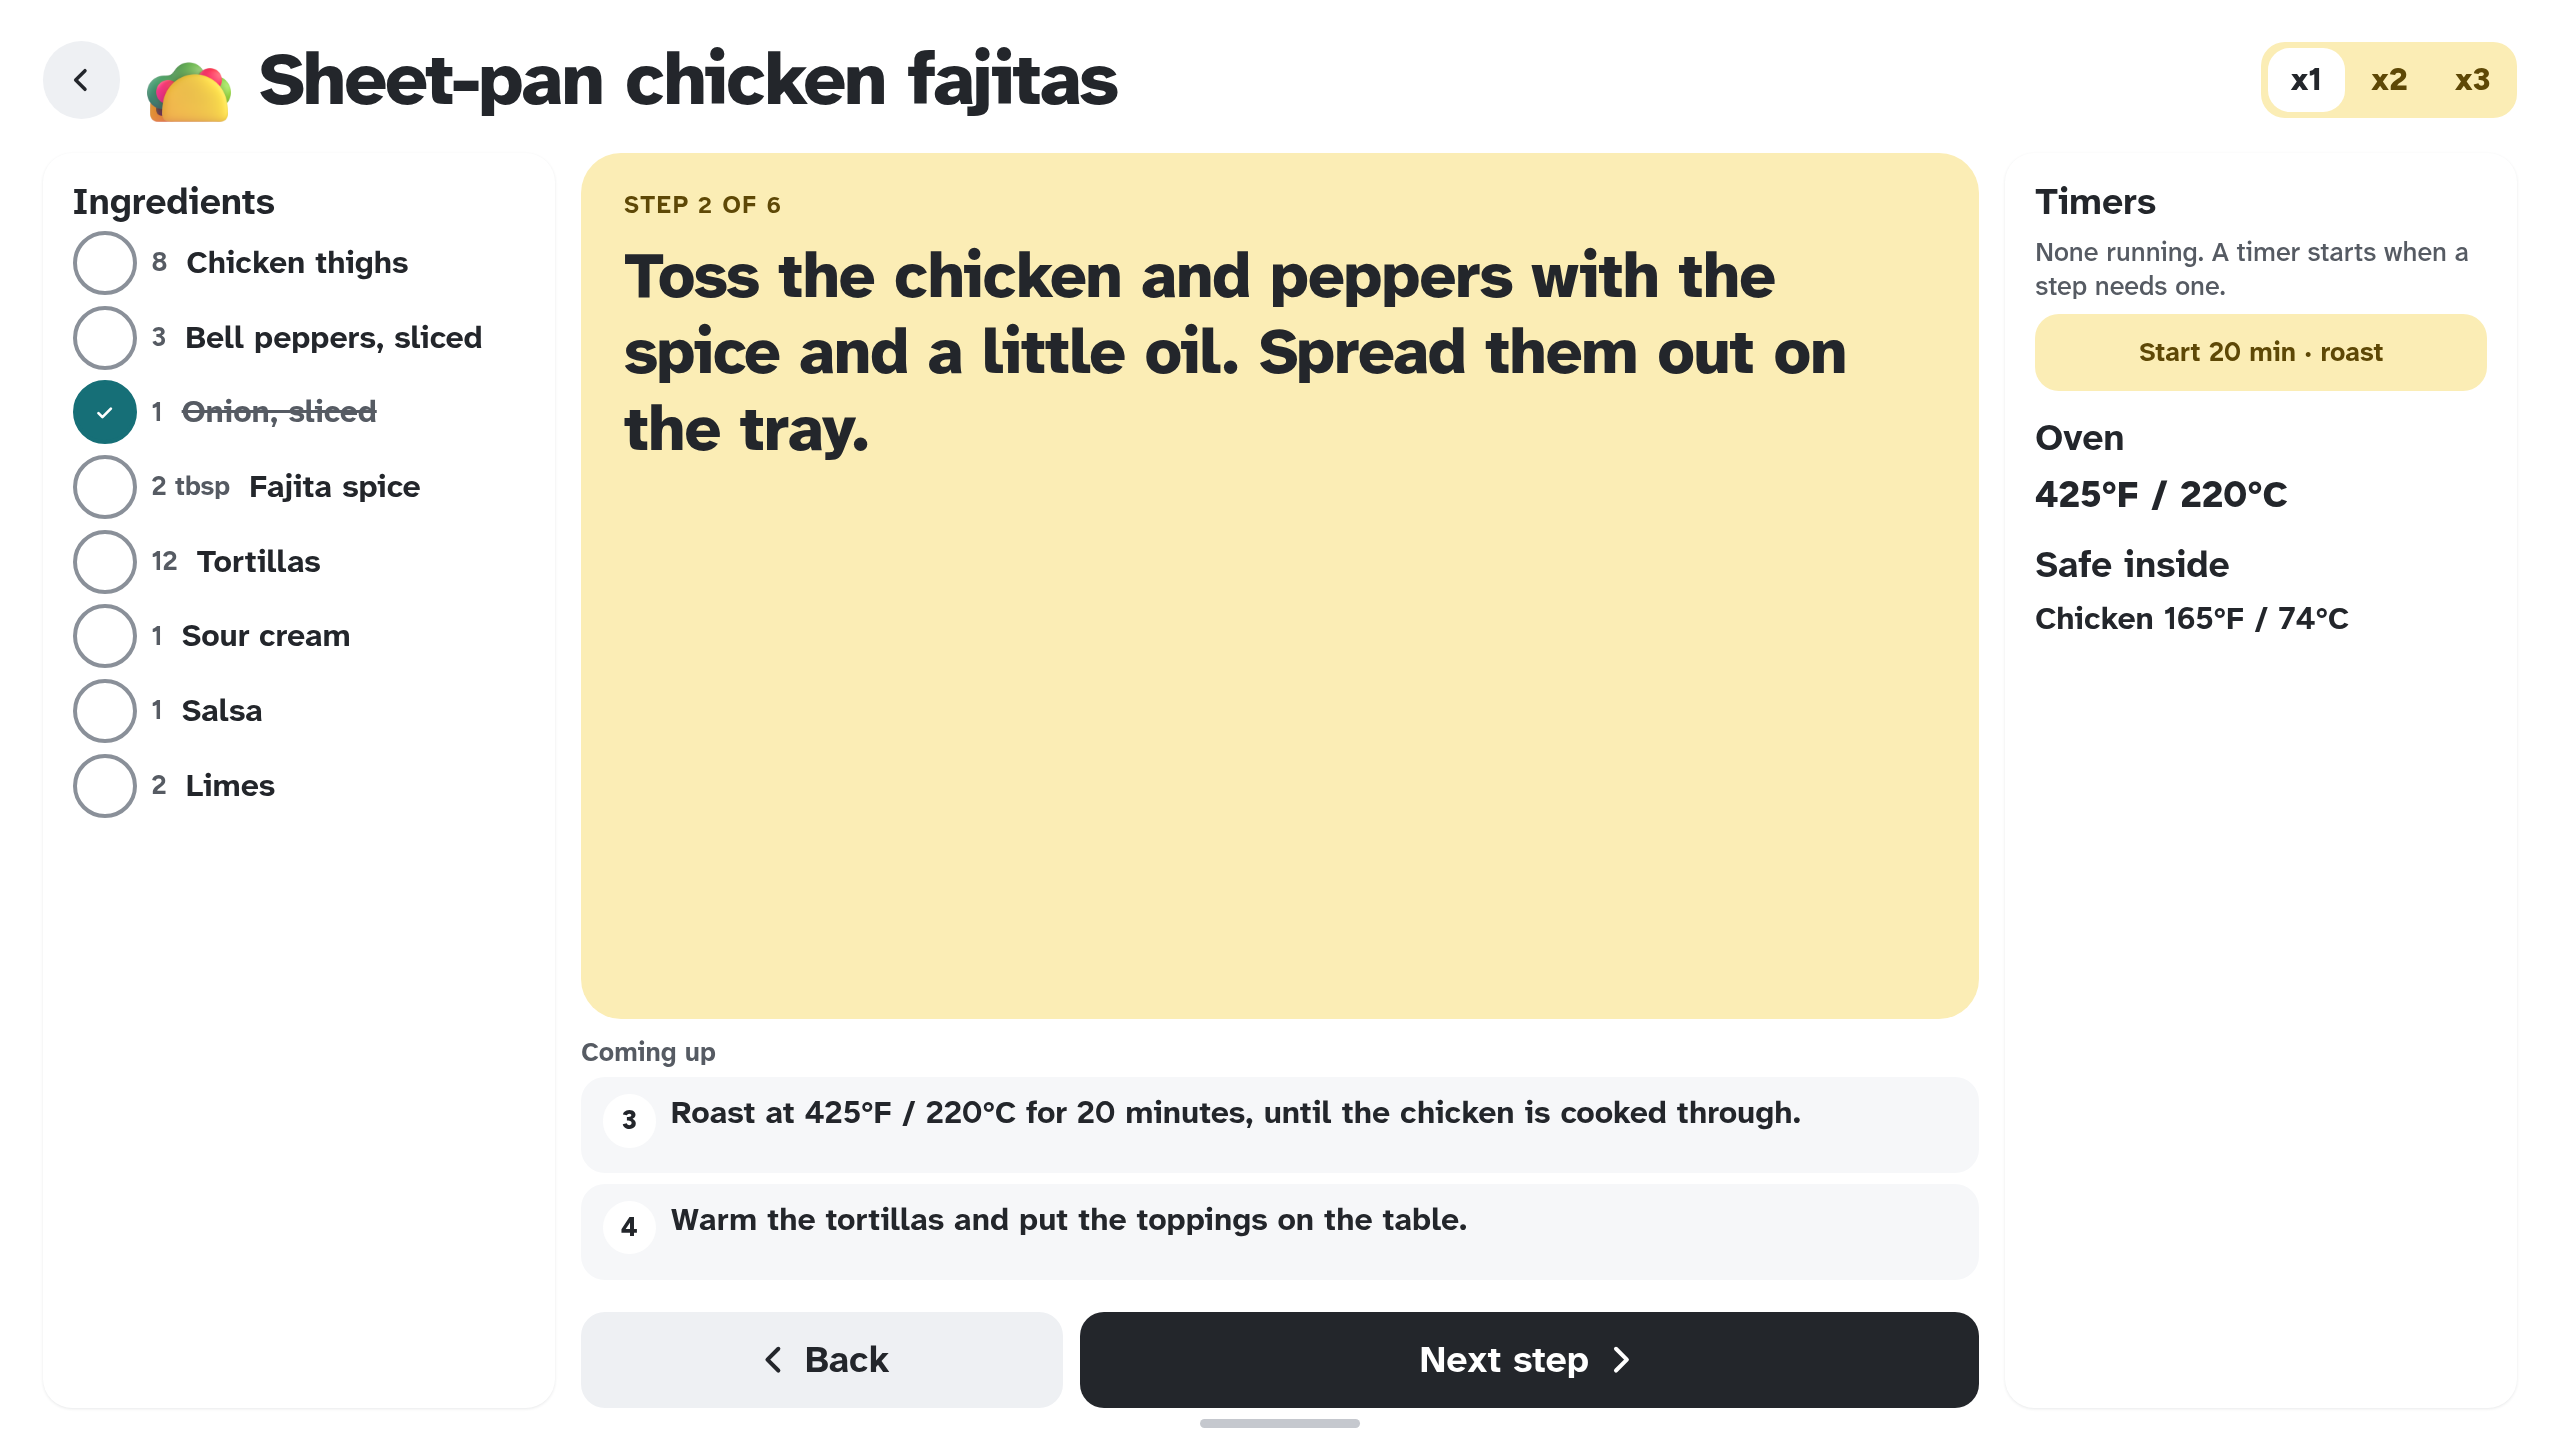 Sheet-pan chicken fajitas
x1 x2 x3
Ingredients
8 Chicken thighs
3 Bell peppers, sliced
1 Onion, sliced
2 tbsp Fajita spice
12 Tortillas
1 Sour cream
1 Salsa
2 Limes
STEP 2 OF 6
Toss the chicken and peppers with the
spice and a little oil. Spread them out on
the tray.
Coming up
3 Roast at 425°F / 220°C for 20 minutes, until the chicken is cooked through.
4 Warm the tortillas and put the toppings on the table.
Back
Next step
Timers
None running. A timer starts when a
step needs one.
Start 20 min · roast
Oven
425°F / 220°C
Safe inside
Chicken 165°F / 74°C